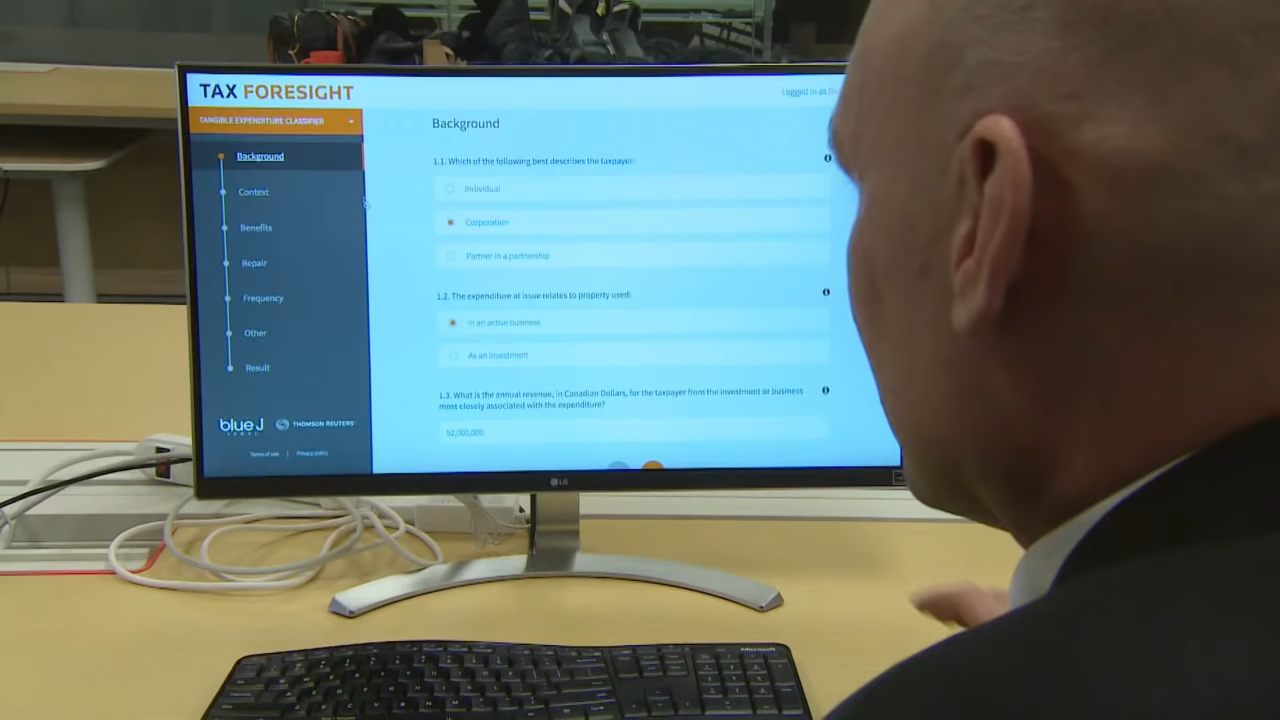 TAX FORESIGHT
Logged in as
TANGIBLE EXPENDITURE CLASSIFIER
Background
Context
Benefits
Repair
Frequency
Other
Result
blue J
LEGAL
THOMSON REUTERS
Terms of use | Privacy policy
Background
1.1. Which of the following best describes the taxpayer:
Individual
Corporation
Partner in a partnership
1.2. The expenditure at issue relates to property used:
In an active business
As an investment
1.3. What is the annual revenue, in Canadian Dollars, for the taxpayer from the investment or business
most closely associated with the expenditure?
52,000,000
LG
Microsoft